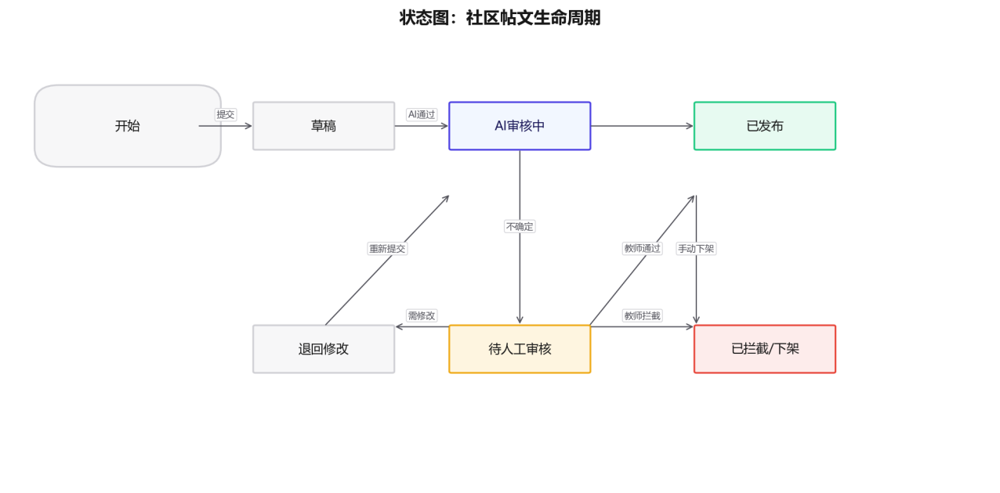 状态图：社区帖文生命周期
开始
提交
草稿
AI通过
AI审核中
已发布
不确定
重新提交
教师通过
手动下架
需修改
教师拦截
退回修改
待人工审核
已拦截/下架